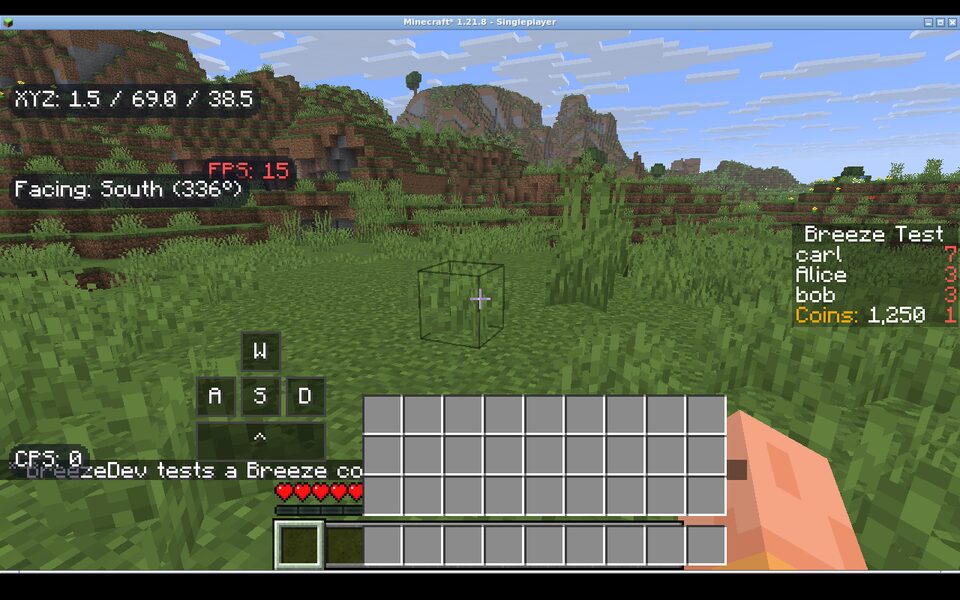 Minecraft* 1.21.8 - Singleplayer
XYZ: 1.5 / 69.0 / 38.5
FPS: 15
Facing: South (336°)
Breeze Test
carl 7
Alice 3
bob 3
Coins: 1,250 1
W
A S D
^
CPS: 0
BreezeDev tests a Breeze co